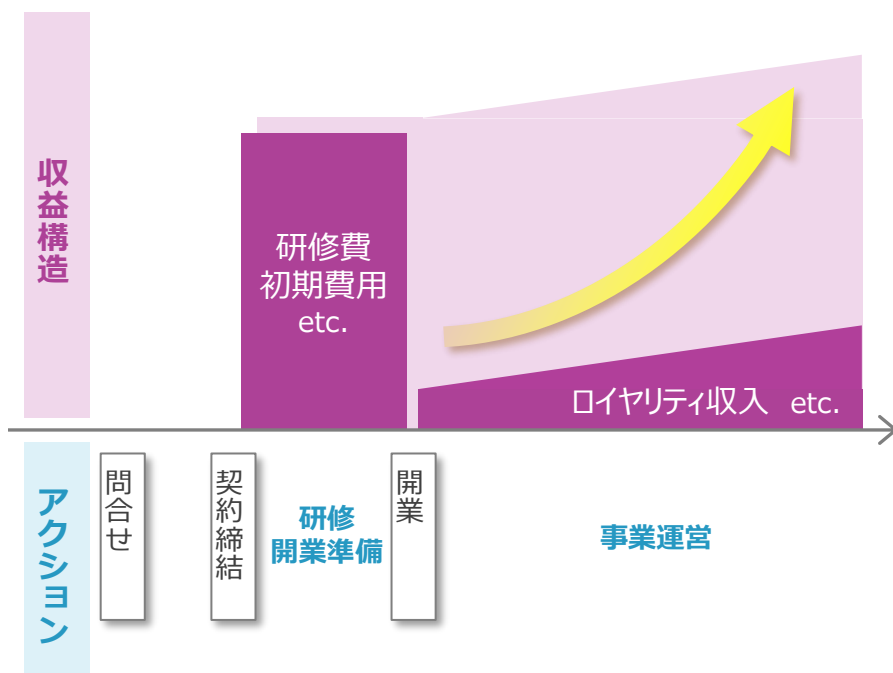 収益構造
研修費
初期費用
etc.
ロイヤリティ収入 etc.
アクション
問合せ
契約締結
研修
開業準備
開業
事業運営